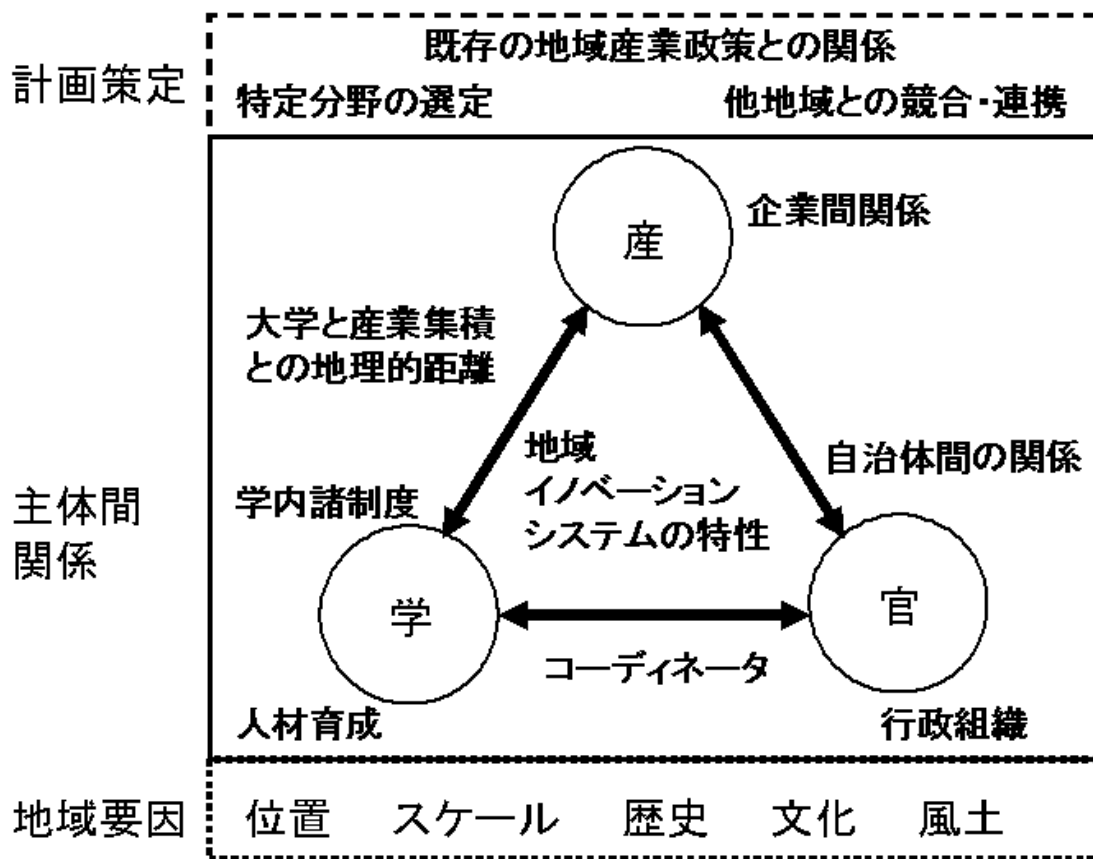 既存の地域産業政策との関係
計画策定
特定分野の選定
他地域との競合・連携
産
企業間関係
大学と産業集積
との地理的距離
地域
イノベーション
システムの特性
自治体間の関係
主体間
関係
学内諸制度
学
官
コーディネータ
人材育成
行政組織
地域要因
位置 スケール 歴史 文化 風土